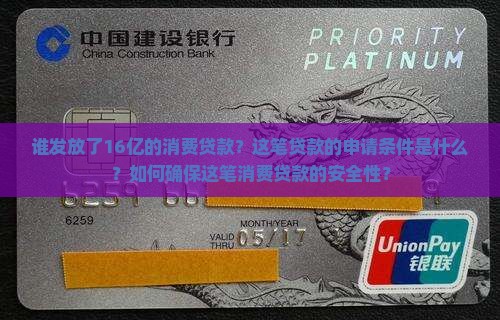 中国建设银行
China Construction Bank
PRIORITY
PLATINUM
谁发放了16亿的消费贷款？这笔贷款的申请条件是什么
？如何确保这笔消费贷款的安全性？
6259
6259
MONTH/YEAR
VALID THRU 05/17
UnionPay
银联